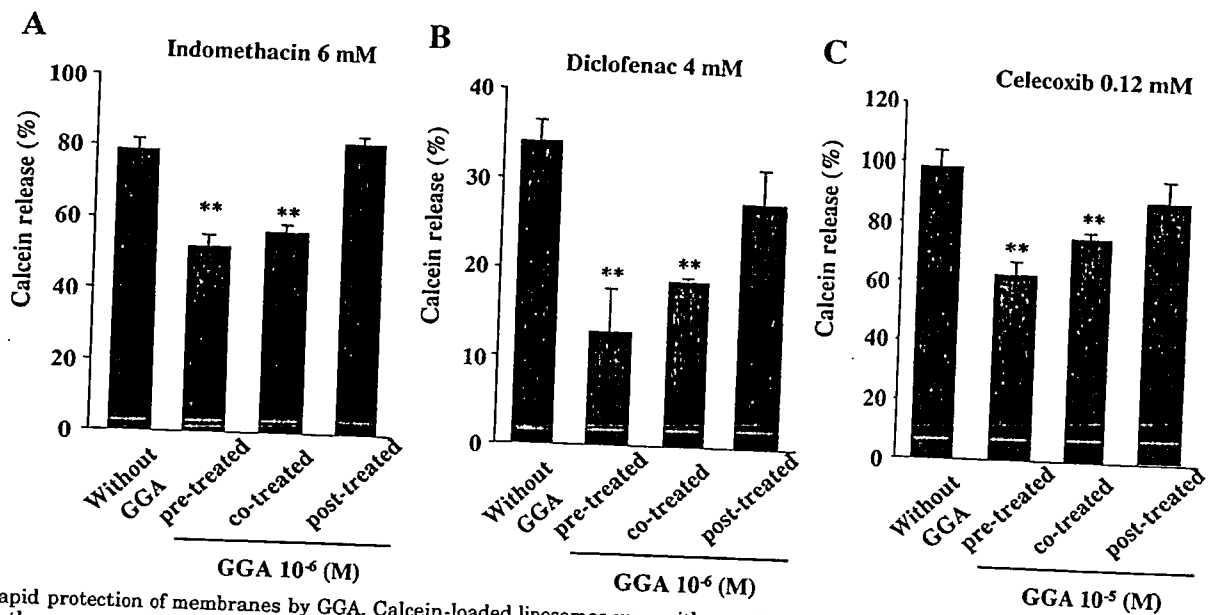 A
Indomethacin 6 mM
Calcein release (%)
100
80
60
40
20
0
**
**
Without GGA
pre-treated
co-treated
post-treated
GGA 10⁻⁶ (M)
B
Diclofenac 4 mM
Calcein release (%)
40
30
20
10
0
**
**
Without GGA
pre-treated
co-treated
post-treated
GGA 10⁻⁶ (M)
C
Celecoxib 0.12 mM
Calcein release (%)
120
100
80
60
40
20
0
**
**
Without GGA
pre-treated
co-treated
post-treated
GGA 10⁻⁵ (M)
apid protection of membranes by GGA. Calcein-loaded liposomes